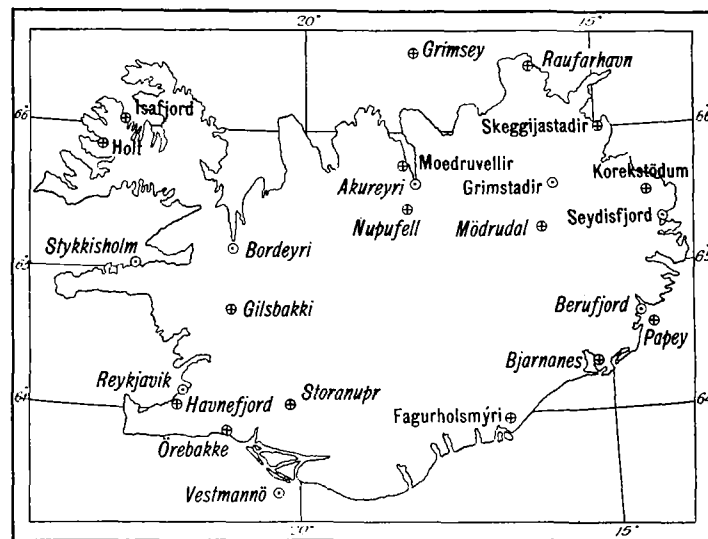 20°
15°
Grimsey
Raufarhavn
66
Isafjord
66
Skeggijastadir
Holt
Moedruvellir
Korekstödum
Akureyri
Grimstadir
Nupufell
Mödrudal
Seydisfjord
Stykkisholm
Bordeyri
65
65
Gilsbakki
Berufjord
Papey
Bjarnanes
Reykjavik
64
Havnefjord
Storanupr
64
Fagurholsmýri
Örebakke
Vestmannö
20°
15°